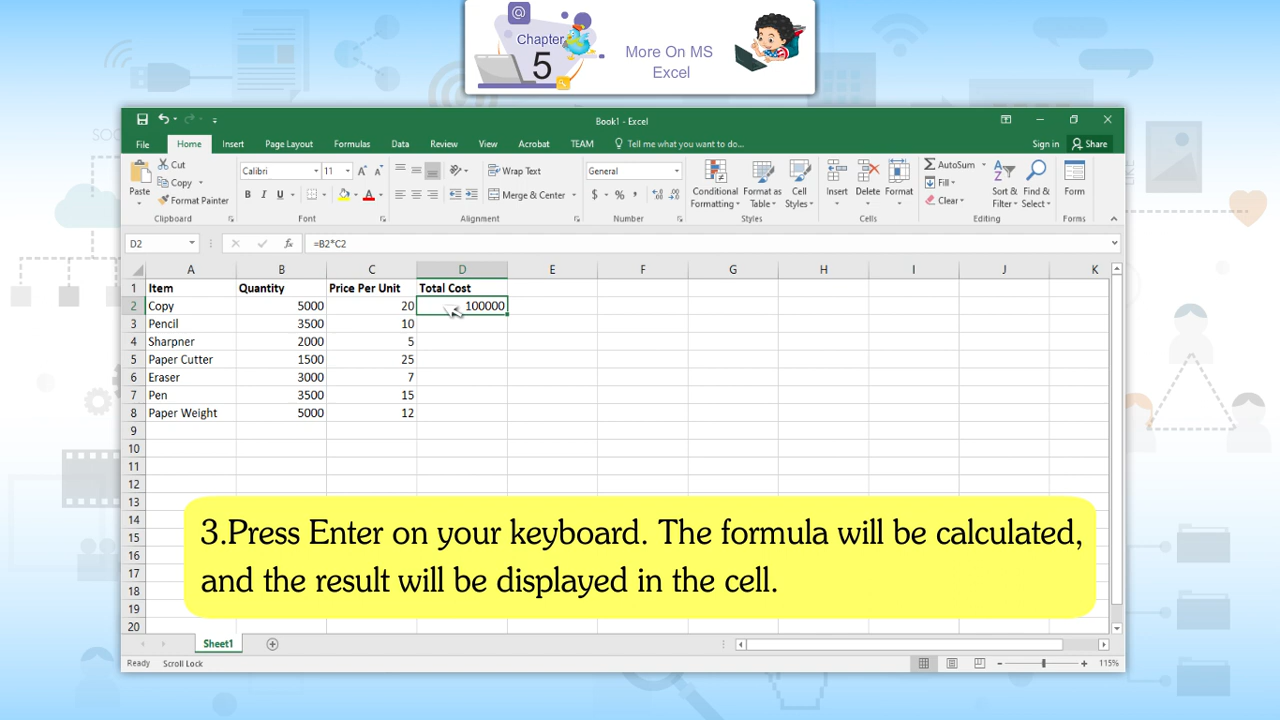 Chapter
5
More On MS
Excel
Book1 - Excel
File Home Insert Page Layout Formulas Data Review View Acrobat TEAM Tell me what you want to do... Sign in Share
Paste
Cut
Copy
Format Painter
Clipboard
Calibri 11
B I U
Font
Wrap Text
Merge & Center
Alignment
General
$ % ,
Number
Conditional Formatting
Format as Table
Cell Styles
Styles
Insert Delete Format
Cells
AutoSum
Fill
Clear
Sort & Filter
Find & Select
Editing
Form
Forms
D2 fx =B2*C2
A B C D E F G H I J K
1 Item Quantity Price Per Unit Total Cost
2 Copy 5000 20 100000
3 Pencil 3500 10
4 Sharpner 2000 5
5 Paper Cutter 1500 25
6 Eraser 3000 7
7 Pen 3500 15
8 Paper Weight 5000 12
9
10
11
12
13
14
15
16
17
18
19
20
3.Press Enter on your keyboard. The formula will be calculated,
and the result will be displayed in the cell.
Sheet1
Ready Scroll Lock 115%